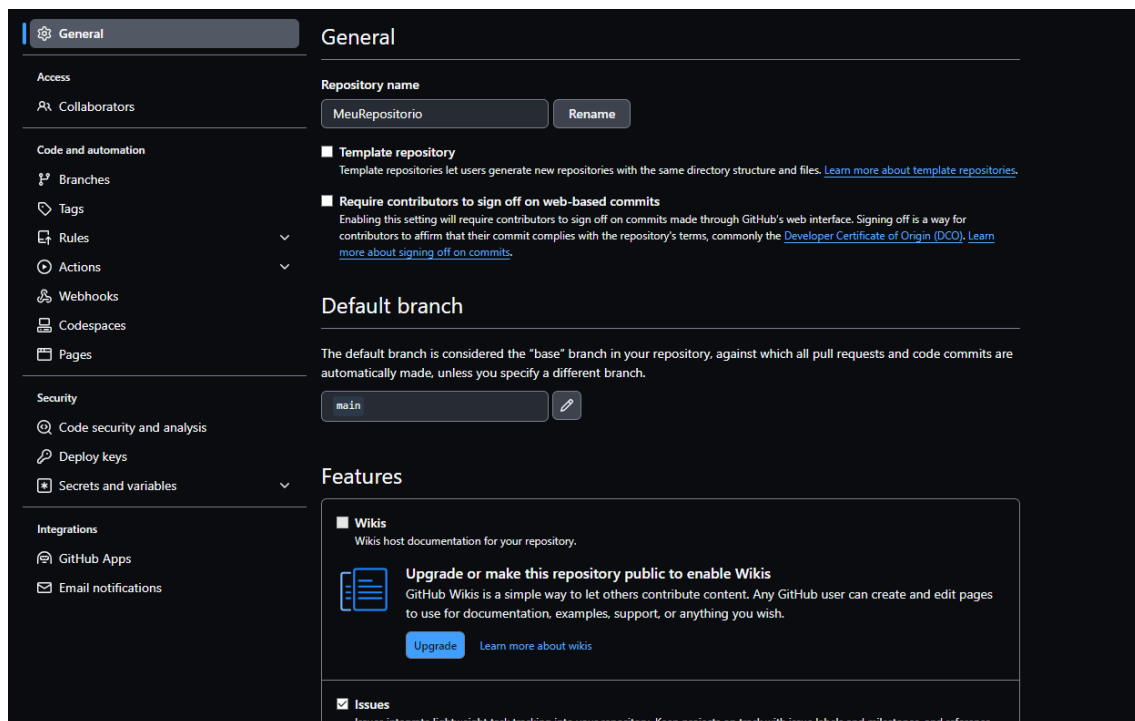 General
Access
Collaborators
Code and automation
Branches
Tags
Rules
Actions
Webhooks
Codespaces
Pages
Security
Code security and analysis
Deploy keys
Secrets and variables
Integrations
GitHub Apps
Email notifications
General
Repository name
MeuRepositorio Rename
Template repository
Template repositories let users generate new repositories with the same directory structure and files. Learn more about template repositories.
Require contributors to sign off on web-based commits
Enabling this setting will require contributors to sign off on commits made through GitHub's web interface. Signing off is a way for
contributors to affirm that their commit complies with the repository's terms, commonly the Developer Certificate of Origin (DCO). Learn
more about signing off on commits.
Default branch
The default branch is considered the "base" branch in your repository, against which all pull requests and code commits are
automatically made, unless you specify a different branch.
main
Features
Wikis
Wikis host documentation for your repository.
Upgrade or make this repository public to enable Wikis
GitHub Wikis is a simple way to let others contribute content. Any GitHub user can create and edit pages
to use for documentation, examples, support, or anything you wish.
Upgrade Learn more about wikis
Issues